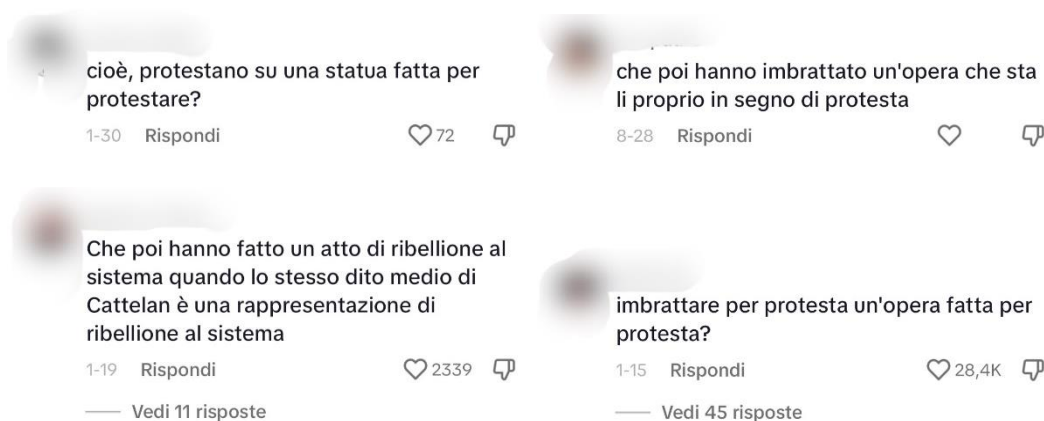 cioè, protestano su una statua fatta per
protestare?
1-30 Rispondi 72
che poi hanno imbrattato un'opera che sta
li proprio in segno di protesta
8-28 Rispondi
Che poi hanno fatto un atto di ribellione al
sistema quando lo stesso dito medio di
Cattelan è una rappresentazione di
ribellione al sistema
1-19 Rispondi 2339
Vedi 11 risposte
imbrattare per protesta un'opera fatta per
protesta?
1-15 Rispondi 28,4K
Vedi 45 risposte